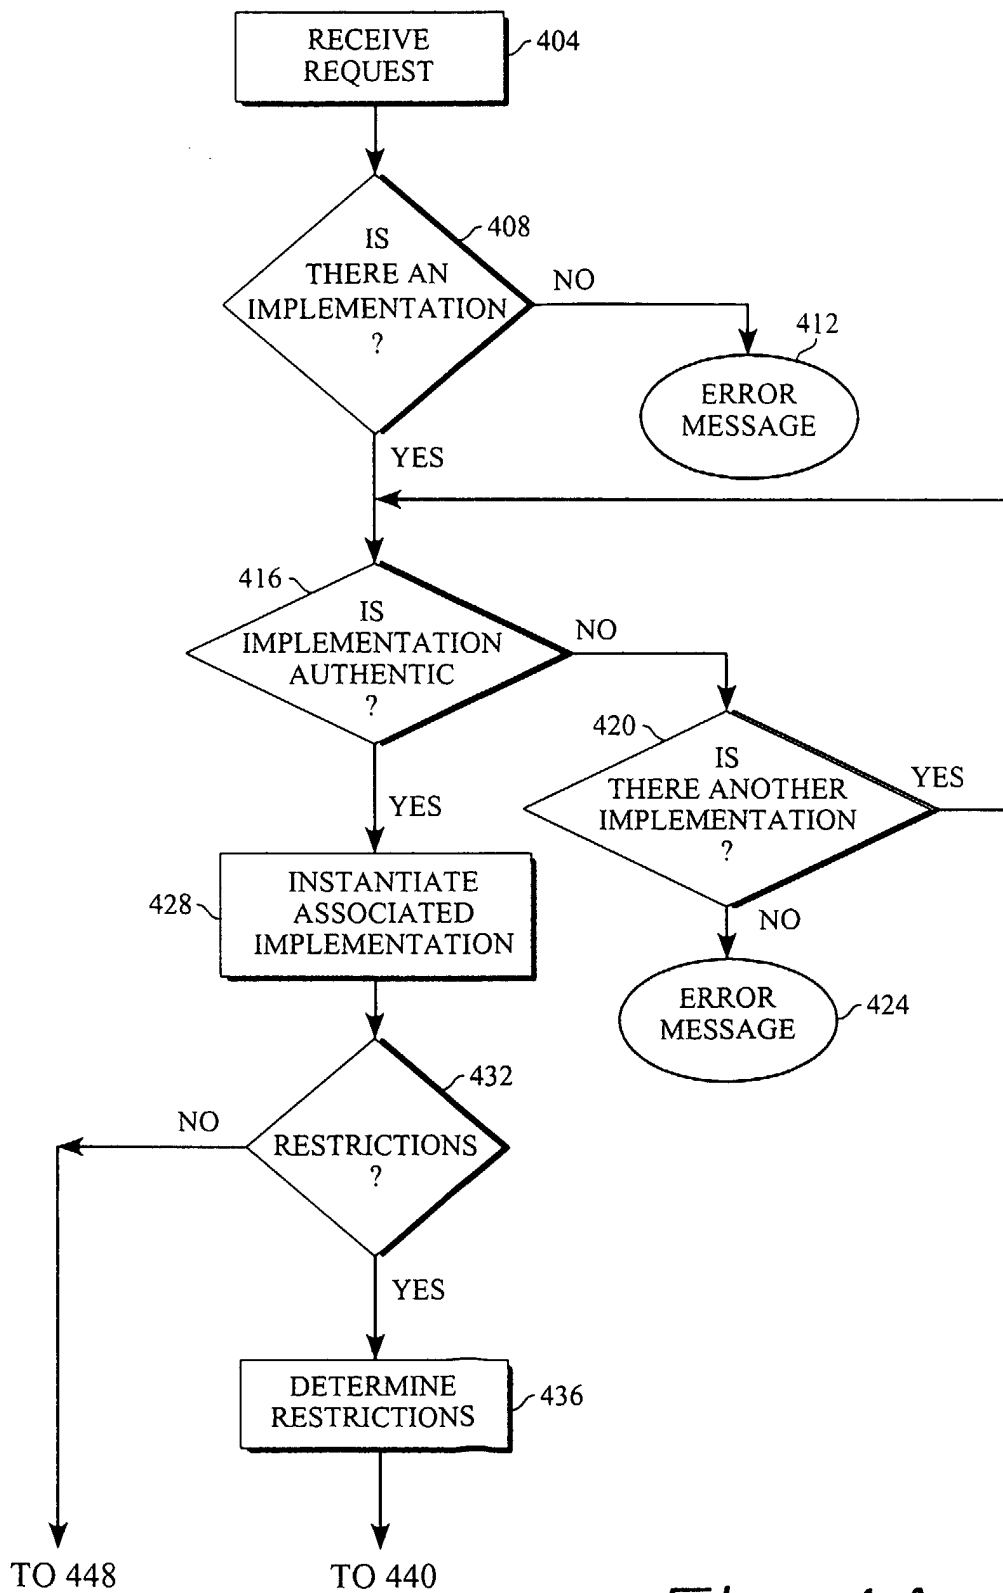 RECEIVE
REQUEST
404
IS
THERE AN
IMPLEMENTATION
?
408
NO
412
ERROR
MESSAGE
YES
416
IS
IMPLEMENTATION
AUTHENTIC
?
NO
420
IS
THERE ANOTHER
IMPLEMENTATION
?
YES
YES
428
INSTANTIATE
ASSOCIATED
IMPLEMENTATION
NO
ERROR
MESSAGE
424
432
NO
RESTRICTIONS
?
YES
DETERMINE
RESTRICTIONS
436
TO 448
TO 440